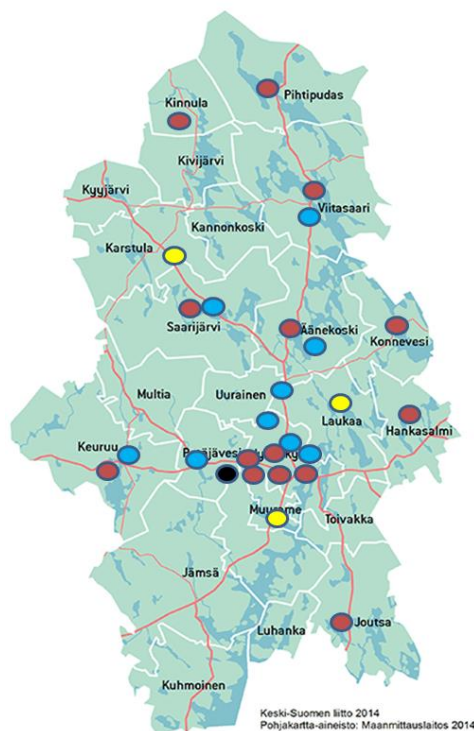 Pihtipudas
Kinnula
Kivijärvi
Kyyjärvi
Viitasaari
Kannonkoski
Karstula
Saarijärvi
Äänekoski
Konnevesi
Multia
Uurainen
Laukaa
Hankasalmi
Keuruu
Toivakka
Jämsä
Joutsa
Luhanka
Kuhmoinen
Keski-Suomen liitto 2014
Pohjakartta-aineisto: Maanmittauslaitos 2014